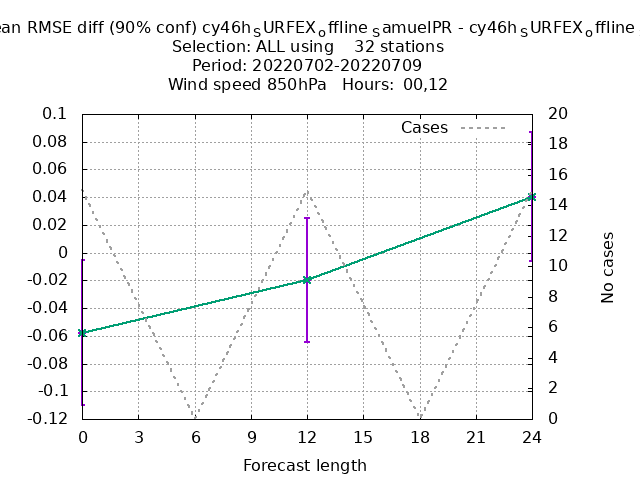 ean RMSE diff (90% conf) cy46h_SURFEX_offline_SamuelPR - cy46h_SURFEX_offline
Selection: ALL using 32 stations
Period: 20220702-20220709
Wind speed 850hPa Hours: 00,12
Cases
0.1
0.08
0.06
0.04
0.02
0
-0.02
-0.04
-0.06
-0.08
-0.1
-0.12
20
18
16
14
12
10
8
6
4
2
0
No cases
0 3 6 9 12 15 18 21 24
Forecast length